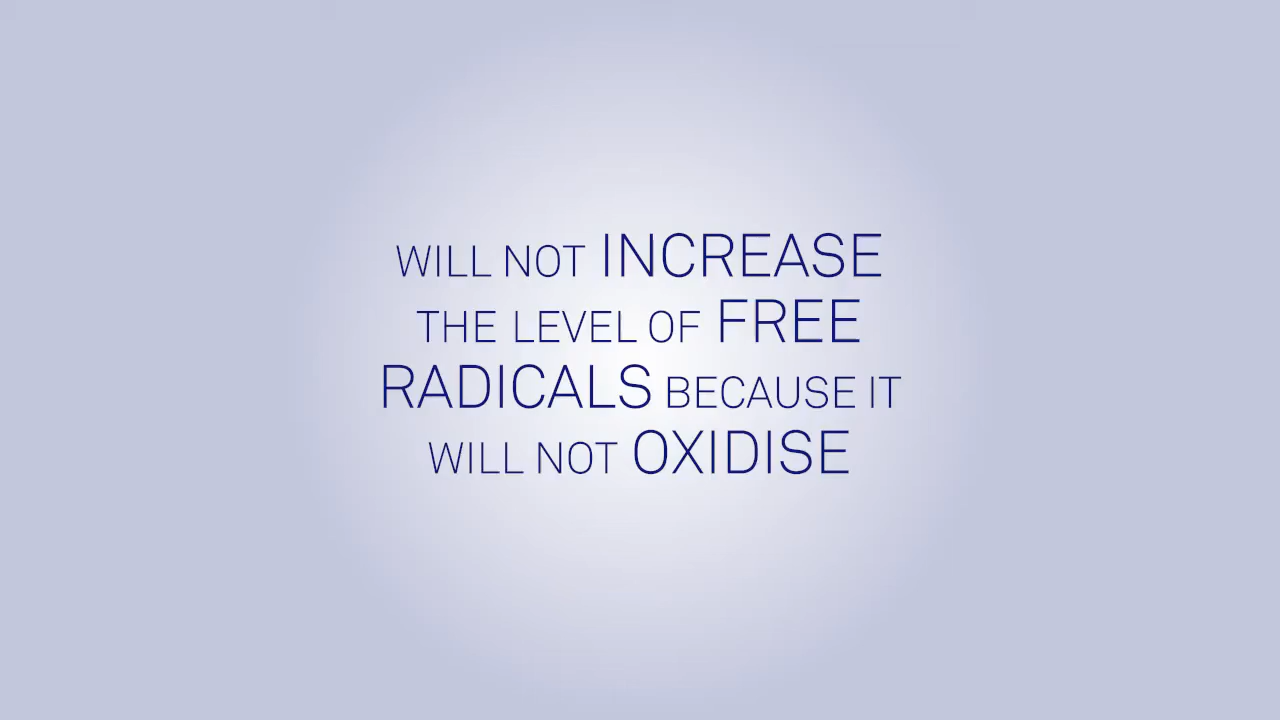 WILL NOT INCREASE
THE LEVEL OF FREE
RADICALS BECAUSE IT
WILL NOT OXIDISE